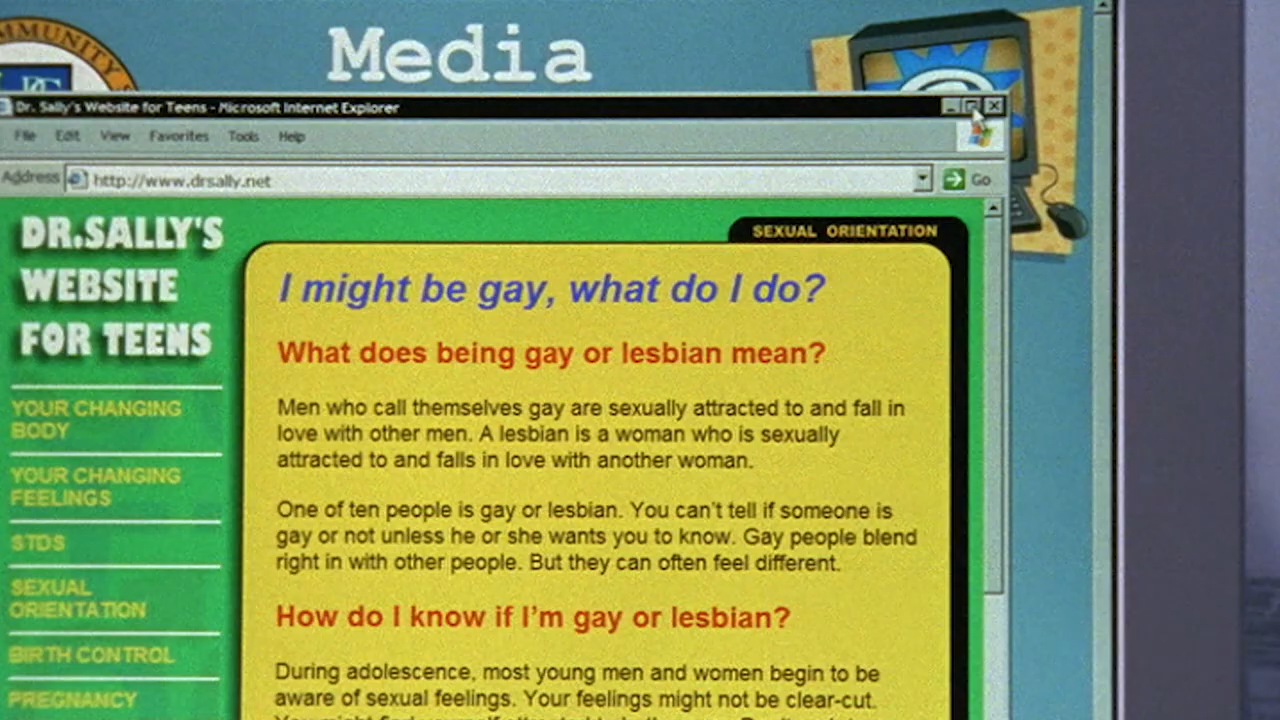 OMMUNITY
Media
Dr. Sally's Website for Teens - Microsoft Internet Explorer
File Edit View Favorites Tools Help
Address http://www.drsally.net Go
DR.SALLY'S
WEBSITE
FOR TEENS
YOUR CHANGING
BODY
YOUR CHANGING
FEELINGS
STDS
SEXUAL
ORIENTATION
BIRTH CONTROL
PREGNANCY
SEXUAL ORIENTATION
I might be gay, what do I do?
What does being gay or lesbian mean?
Men who call themselves gay are sexually attracted to and fall in
love with other men. A lesbian is a woman who is sexually
attracted to and falls in love with another woman.
One of ten people is gay or lesbian. You can't tell if someone is
gay or not unless he or she wants you to know. Gay people blend
right in with other people. But they can often feel different.
How do I know if I'm gay or lesbian?
During adolescence, most young men and women begin to be
aware of sexual feelings. Your feelings might not be clear-cut.